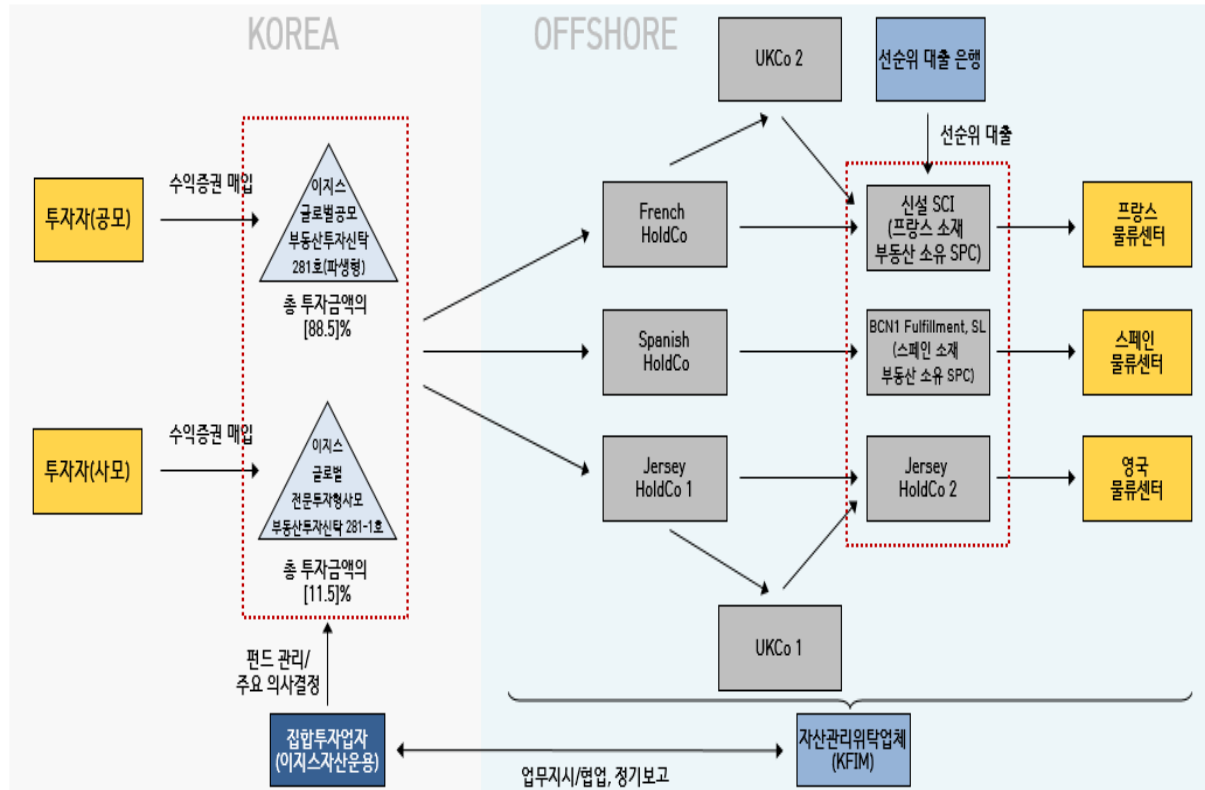 KOREA
OFFSHORE
UKCo 2
선순위 대출 은행
선순위 대출
투자자(공모)
수익증권 매입
이지스
글로벌공모
부동산투자신탁
281호(파생형)
총 투자금액의
[88.5]%
French
HoldCo
신설 SCI
(프랑스 소재
부동산 소유 SPC)
프랑스
물류센터
Spanish
HoldCo
BCN1 Fulfillment, SL
(스페인 소재
부동산 소유 SPC)
스페인
물류센터
투자자(사모)
수익증권 매입
이지스
글로벌
전문투자형사모
부동산투자신탁 281-1호
총 투자금액의
[11.5]%
Jersey
HoldCo 1
Jersey
HoldCo 2
영국
물류센터
UKCo 1
펀드 관리/
주요 의사결정
집합투자업자
(이지스자산운용)
업무지시/협업, 정기보고
자산관리위탁업체
(KFIM)